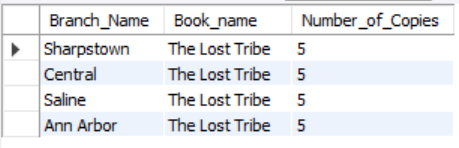 Branch_Name Book_name Number_of_Copies
Sharpstown The Lost Tribe 5
Central The Lost Tribe 5
Saline The Lost Tribe 5
Ann Arbor The Lost Tribe 5